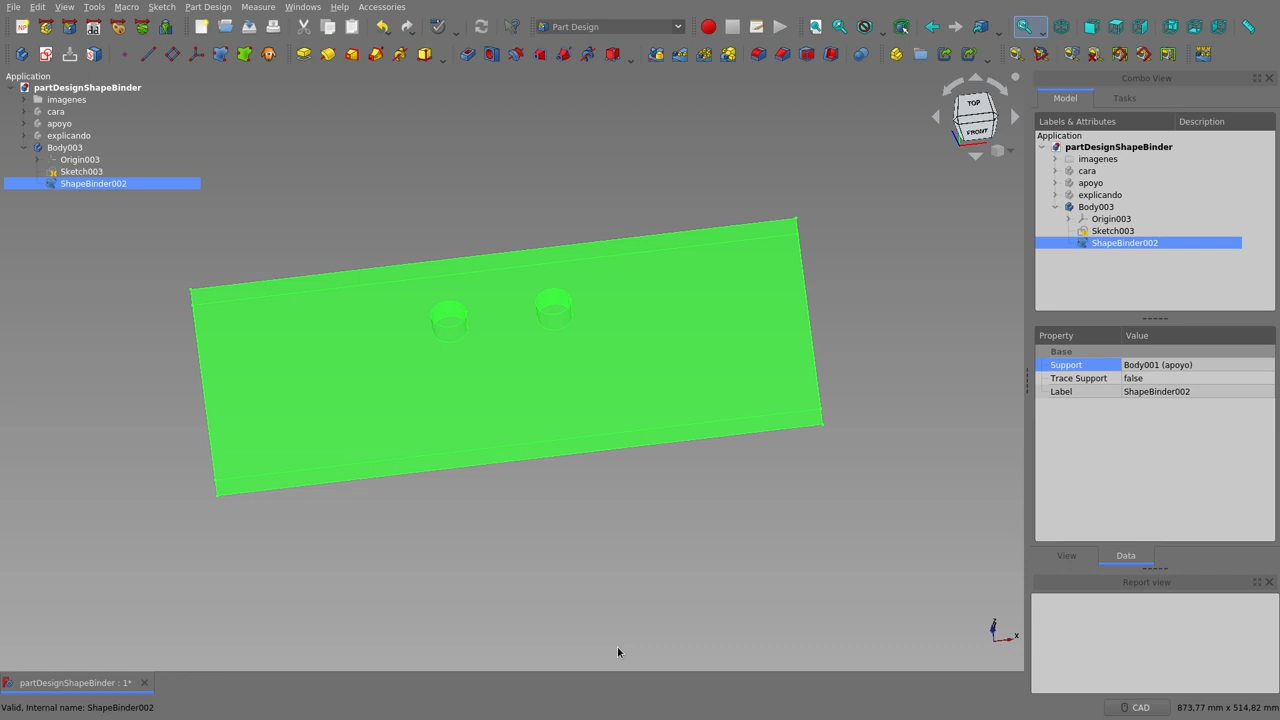 File Edit View Tools Macro Sketch Part Design Measure Windows Help Accessories
Part Design
Application
partDesignShapeBinder
imagenes
cara
apoyo
explicando
Body003
Origin003
Sketch003
ShapeBinder002
TOP
FRONT
x
Combo View
Model Tasks
Labels & Attributes Description
Application
partDesignShapeBinder
imagenes
cara
apoyo
explicando
Body003
Origin003
Sketch003
ShapeBinder002
Property Value
Base
Support Body001 (apoyo)
Trace Support false
Label ShapeBinder002
View Data
Report view
partDesignShapeBinder : 1*
Valid, Internal name: ShapeBinder002
CAD 873,77 mm x 514,82 mm